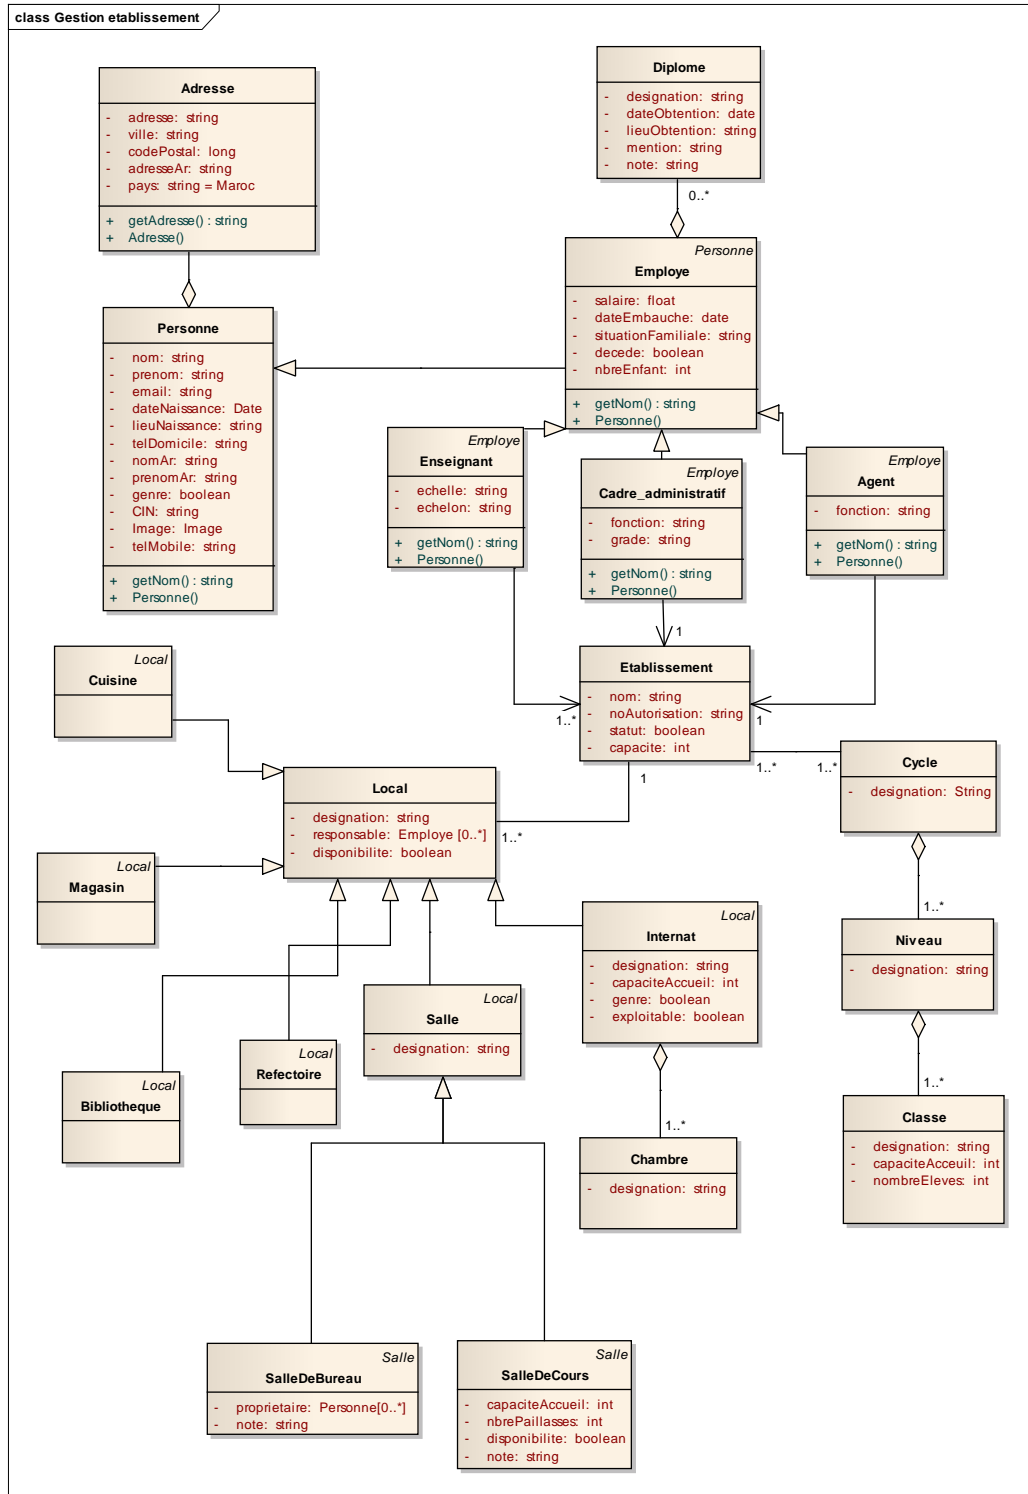 class Gestion etablissement
Adresse
- adresse: string
- ville: string
- codePostal: long
- adresseAr: string
- pays: string = Maroc
+ getAdresse() : string
+ Adresse()
Diplome
- designation: string
- dateObtention: date
- lieuObtention: string
- mention: string
- note: string
0..*
Personne
Employe
- salaire: float
- dateEmbauche: date
- situationFamiliale: string
- decede: boolean
- nbreEnfant: int
+ getNom() : string
+ Personne()
Personne
- nom: string
- prenom: string
- email: string
- dateNaissance: Date
- lieuNaissance: string
- telDomicile: string
- nomAr: string
- prenomAr: string
- genre: boolean
- CIN: string
- Image: Image
- telMobile: string
+ getNom() : string
+ Personne()
Employe
Enseignant
- echelle: string
- echelon: string
+ getNom() : string
+ Personne()
Employe
Cadre_administratif
- fonction: string
- grade: string
+ getNom() : string
+ Personne()
Employe
Agent
- fonction: string
+ getNom() : string
+ Personne()
1
1..*
1
Etablissement
- nom: string
- noAutorisation: string
- statut: boolean
- capacite: int
1
1..*
1..*
Local
Cuisine
Local
- designation: string
- responsable: Employe [0..*]
- disponibilite: boolean
1..*
Cycle
- designation: String
1..*
Local
Magasin
Local
Internat
- designation: string
- capaciteAccueil: int
- genre: boolean
- exploitable: boolean
Niveau
- designation: string
1..*
Local
Salle
- designation: string
Local
Refectoire
Local
Bibliotheque
1..*
Chambre
- designation: string
Classe
- designation: string
- capaciteAcceuil: int
- nombreEleves: int
Salle
SalleDeBureau
- proprietaire: Personne[0..*]
- note: string
Salle
SalleDeCours
- capaciteAccueil: int
- nbrePaillasses: int
- disponibilite: boolean
- note: string